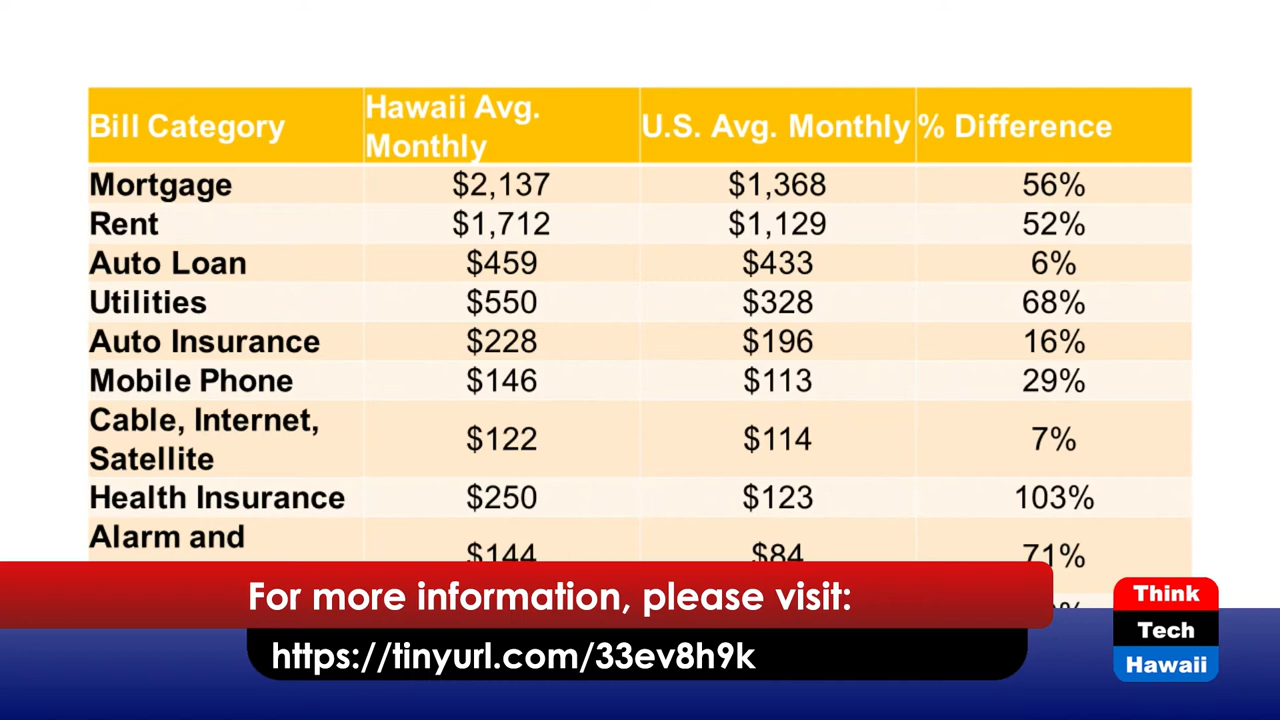 Bill Category Hawaii Avg. Monthly U.S. Avg. Monthly % Difference
Mortgage $2,137 $1,368 56%
Rent $1,712 $1,129 52%
Auto Loan $459 $433 6%
Utilities $550 $328 68%
Auto Insurance $228 $196 16%
Mobile Phone $146 $113 29%
Cable, Internet, Satellite $122 $114 7%
Health Insurance $250 $123 103%
Alarm and $144 $84 71%
For more information, please visit:
https://tinyurl.com/33ev8h9k
Think
Tech
Hawaii